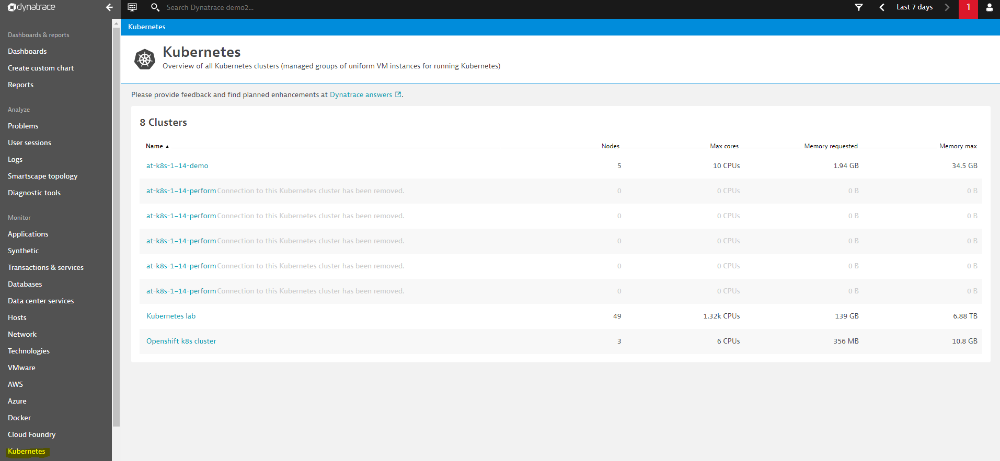 dynatrace
Search Dynatrace demo2...
Last 7 days
1
Dashboards & reports
Dashboards
Create custom chart
Reports
Analyze
Problems
User sessions
Logs
Smartscape topology
Diagnostic tools
Monitor
Applications
Synthetic
Transactions & services
Databases
Data center services
Hosts
Network
Technologies
VMware
AWS
Azure
Docker
Cloud Foundry
Kubernetes
Kubernetes
Kubernetes
Overview of all Kubernetes clusters (managed groups of uniform VM instances for running Kubernetes)
Please provide feedback and find planned enhancements at Dynatrace answers.
8 Clusters
Name ▲ Nodes Max cores Memory requested Memory max
at-k8s-1-14-demo 5 10 CPUs 1.94 GB 34.5 GB
at-k8s-1-14-perform Connection to this Kubernetes cluster has been removed. 0 0 CPUs 0 B 0 B
at-k8s-1-14-perform Connection to this Kubernetes cluster has been removed. 0 0 CPUs 0 B 0 B
at-k8s-1-14-perform Connection to this Kubernetes cluster has been removed. 0 0 CPUs 0 B 0 B
at-k8s-1-14-perform Connection to this Kubernetes cluster has been removed. 0 0 CPUs 0 B 0 B
at-k8s-1-14-perform Connection to this Kubernetes cluster has been removed. 0 0 CPUs 0 B 0 B
Kubernetes lab 49 1.32k CPUs 139 GB 6.88 TB
Openshift k8s cluster 3 6 CPUs 356 MB 10.8 GB